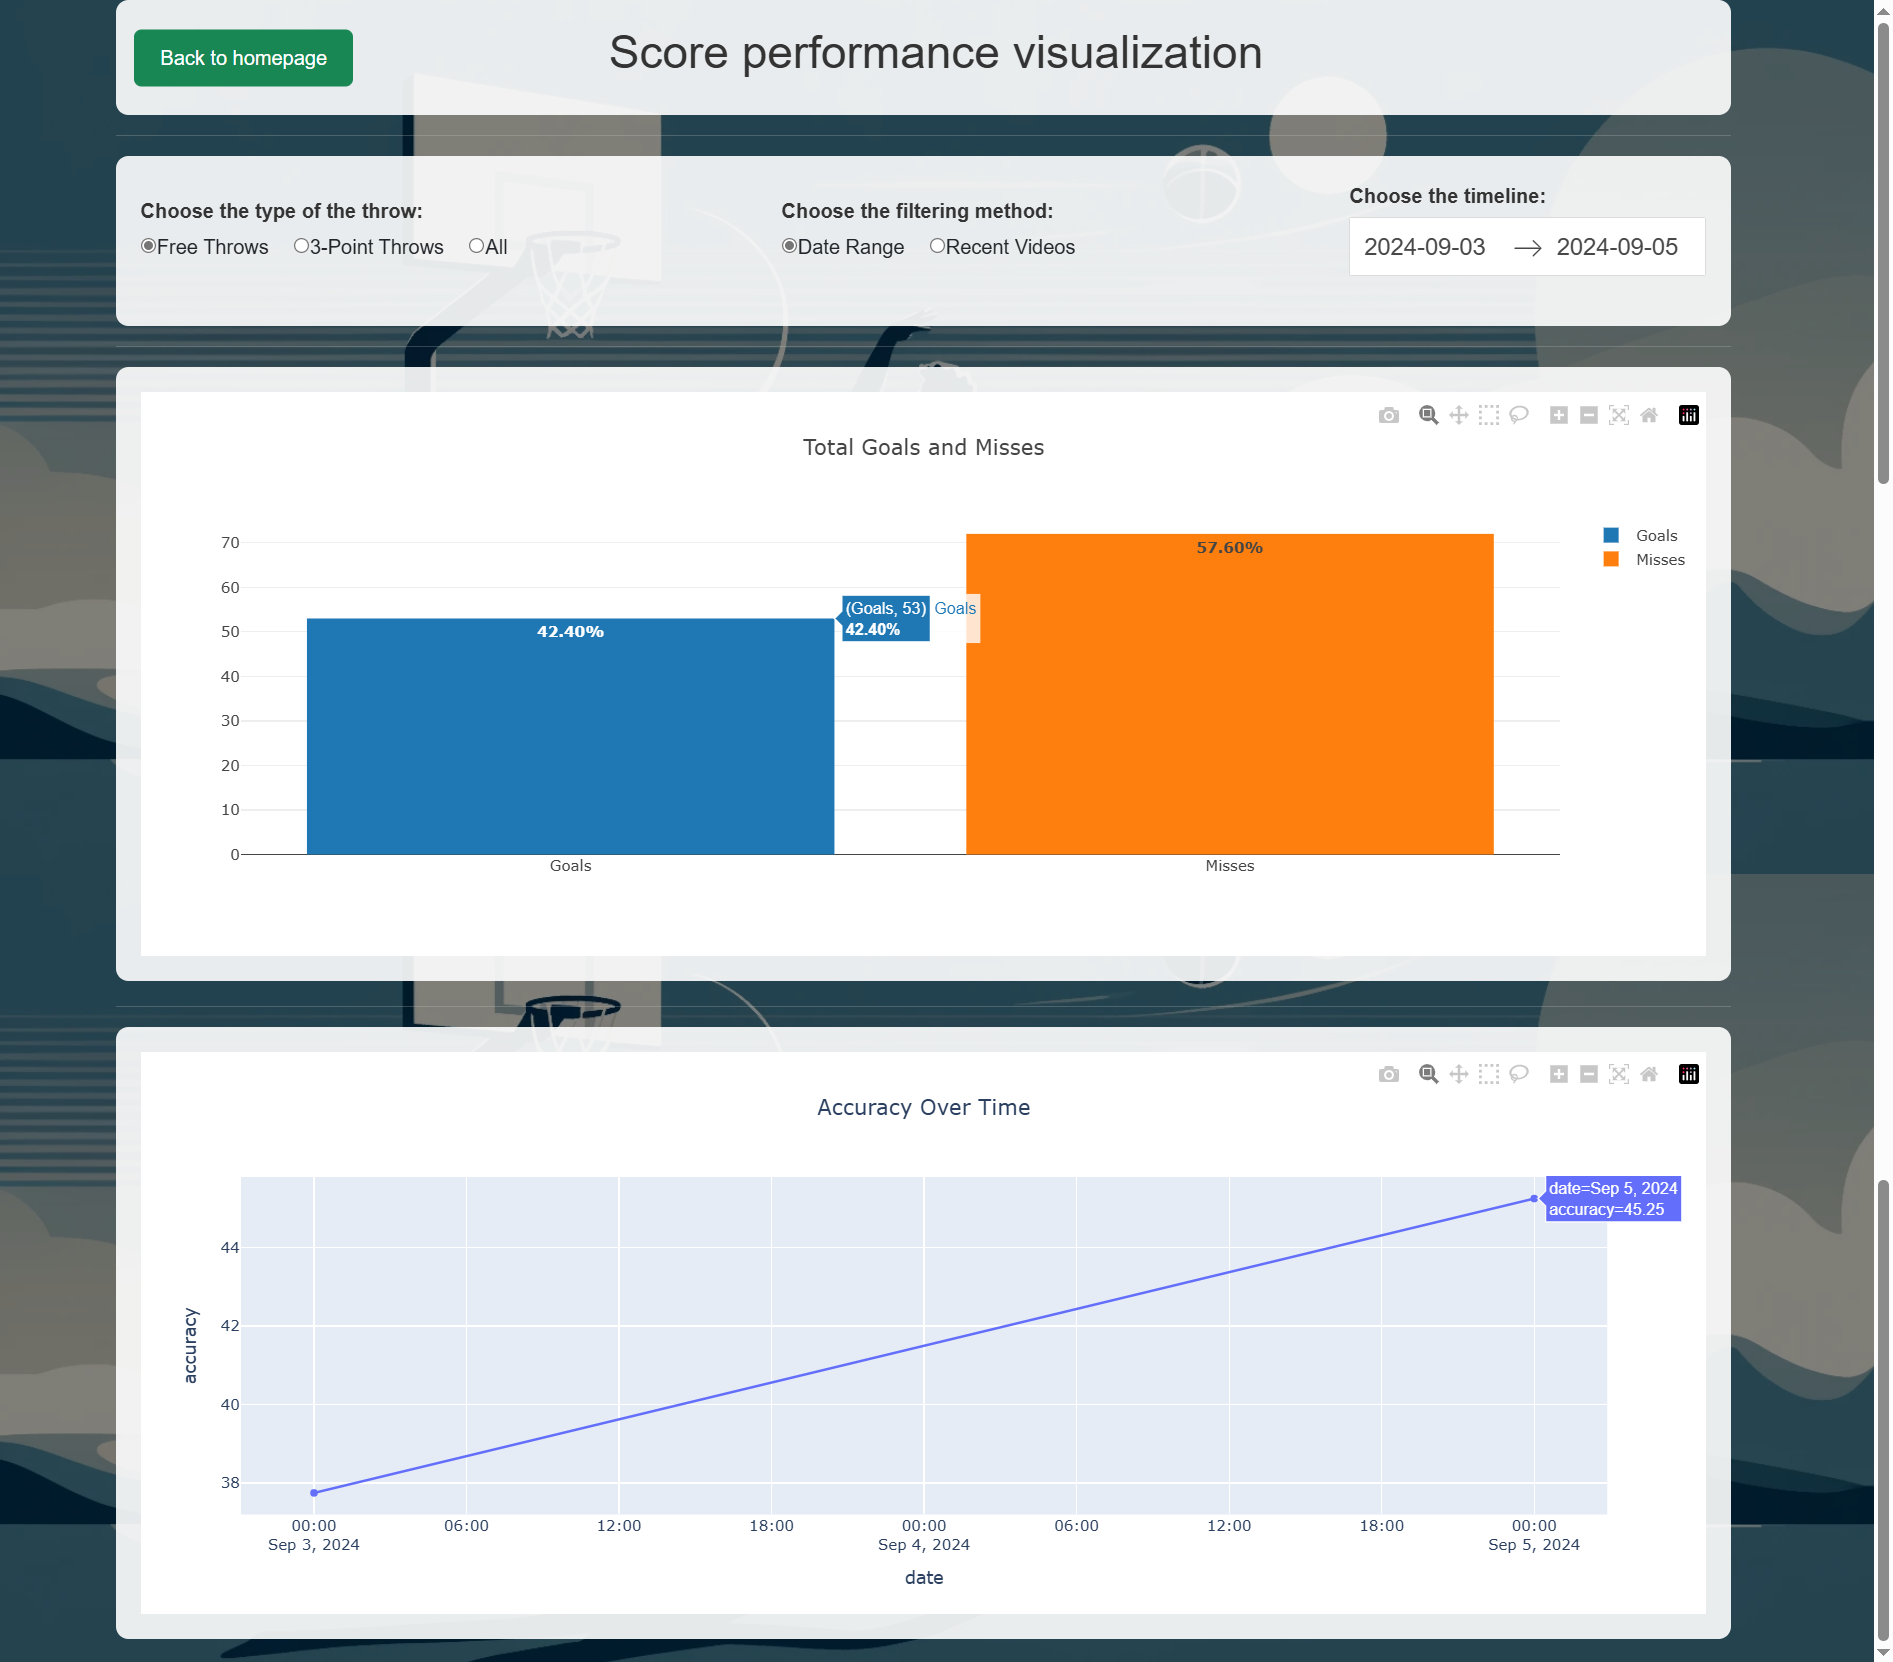 Back to homepage
Score performance visualization
Choose the type of the throw:
Free Throws 3-Point Throws All
Choose the filtering method:
Date Range Recent Videos
Choose the timeline:
2024-09-03 → 2024-09-05
Total Goals and Misses
70
60
50
40
30
20
10
0
42.40%
57.60%
(Goals, 53) Goals
42.40%
Goals
Misses
Goals
Misses
Accuracy Over Time
date=Sep 5, 2024
accuracy=45.25
accuracy
44
42
40
38
00:00 06:00 12:00 18:00 00:00 06:00 12:00 18:00 00:00
Sep 3, 2024 Sep 4, 2024 Sep 5, 2024
date